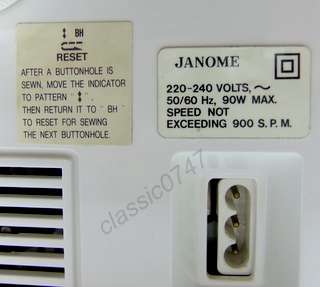 ↕ BH
RESET
AFTER A BUTTONHOLE IS
SEWN, MOVE THE INDICATOR
TO PATTERN "↕",
THEN RETURN IT TO "BH"
TO RESET FOR SEWING
THE NEXT BUTTONHOLE.
JANOME
220-240 VOLTS, ~
50/60 Hz, 90W MAX.
SPEED NOT
EXCEEDING 900 S.P.M.
classic0747